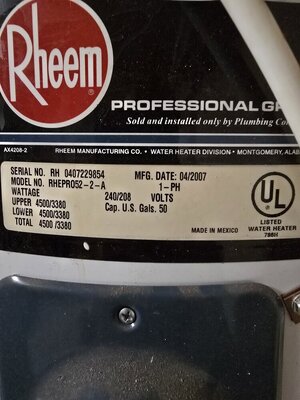 Rheem
PROFESSIONAL
Sold and installed only by Plumbing
AX4208-2
RHEEM MANUFACTURING CO. • WATER HEATER DIVISION • MONTGOMERY, ALABAMA
SERIAL NO. RH 0407229854 MFG. DATE: 04/2007
MODEL NO. RHEPRO52-2-A 1-PH
WATTAGE 240/208 VOLTS
UPPER 4500/3380 Cap. U.S. Gals. 50
LOWER 4500/3380
TOTAL 4500/3380
MADE IN MEXICO
UL
LISTED
WATER HEATER
798H